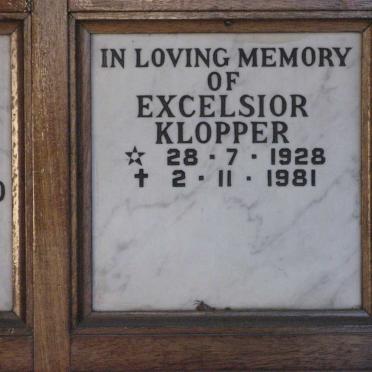 IN LOVING MEMORY
OF
EXCELSIOR
KLOPPER
☆ 28 · 7 · 1928
✝ 2 · 11 · 1981